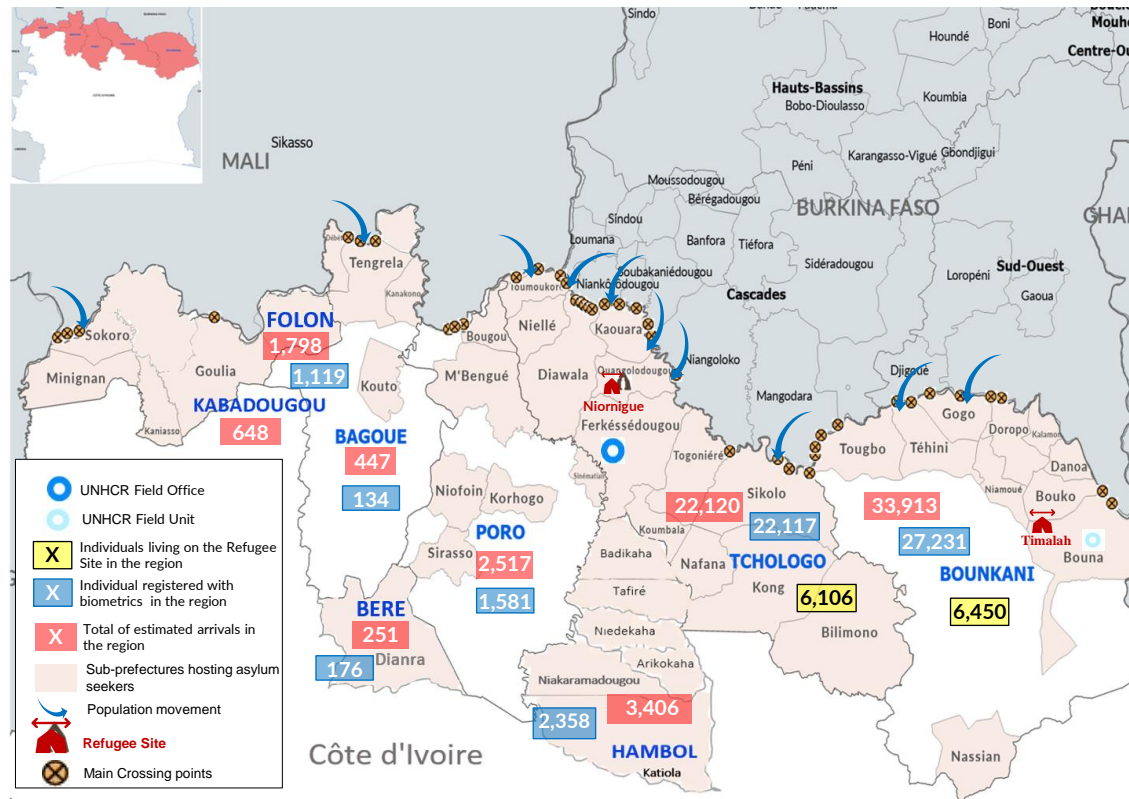 Sindo
Houndé
Boni
Mouho
Centre-Ou
Hauts-Bassins
Bobo-Dioulasso
Koumbia
CÔTE D'IVOIRE
Sikasso
MALI
Péni
Karangasso-Vigué
Gbondjigui
Moussodougou
Bérégadougou
BURKINA FASO
GHAN
Sindou
Loumana
Banfora
Tiéfora
Sidéradougou
Soubakaniédougou
Niankorodougou
Loropéni
Sud-Ouest
Gaoua
Cascades
Tengrela
Kanakono
Toumoukoro
FOLON
1,798
1,119
Sokoro
Minignan
Goulia
Kaniasso
KABADOUGOU
648
Kouto
Bougou
Niellé
Kaouara
M'Bengué
Diawala
Ouangolodougou
Niangoloko
Niornigue
Ferkéssédougou
Mandodara
Djigoué
Gogo
Tougbo
Téhini
Doropo
Kalamon
Danoa
Niamoué
Bouko
Timalah
Bouna
BAGOUE
447
134
Niofoin
Korhogo
Sinématiali
Togoniéré
Sikolo
22,120
22,117
33,913
27,231
PORO
2,517
1,581
Sirasso
Koumbala
Badikaha
Nafana
TCHOLOGO
BOUNKANI
Kong
6,106
6,450
Tafiré
Bilimono
BERE
251
176
Dianra
Niedekaha
Arikokaha
Niakaramadougou
3,406
2,358
HAMBOL
Katiola
Nassian
Côte d'Ivoire
UNHCR Field Office
UNHCR Field Unit
X
Individuals living on the Refugee
Site in the region
X
Individual registered with
biometrics in the region
X
Total of estimated arrivals in
the region
Sub-prefectures hosting asylum
seekers
Population movement
Refugee Site
Main Crossing points